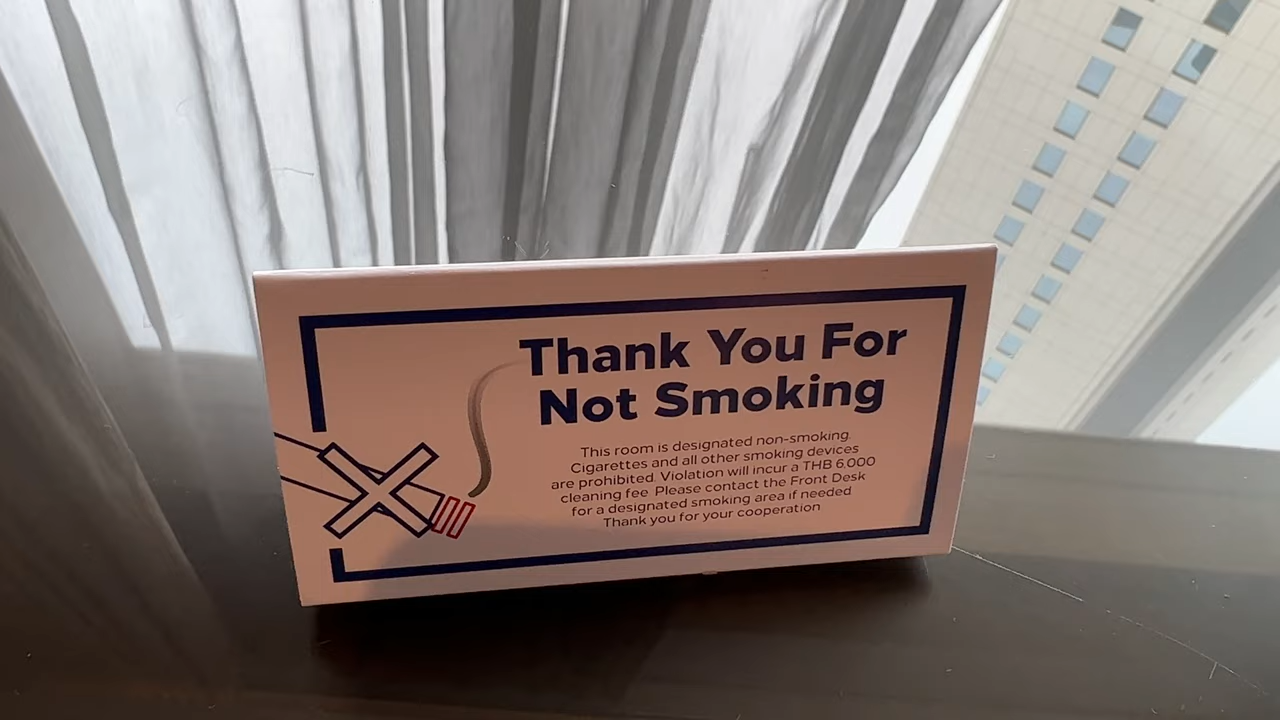 Thank You For
Not Smoking
This room is designated non-smoking.
Cigarettes and all other smoking devices
are prohibited. Violation will incur a THB 6,000
cleaning fee. Please contact the Front Desk
for a designated smoking area if needed
Thank you for your cooperation